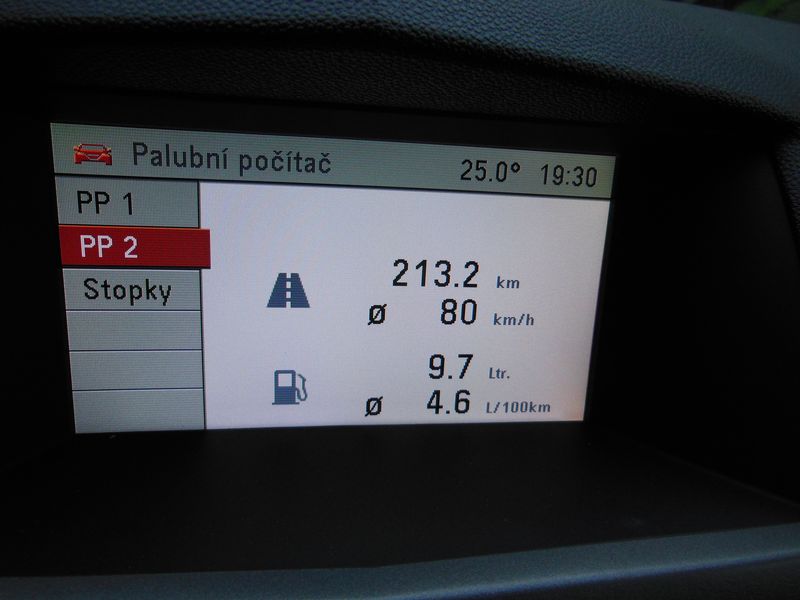 Palubní počítač 25.0° 19:30
PP 1
PP 2
Stopky
213.2 km
ø 80 km/h
9.7 Ltr.
ø 4.6 L/100km